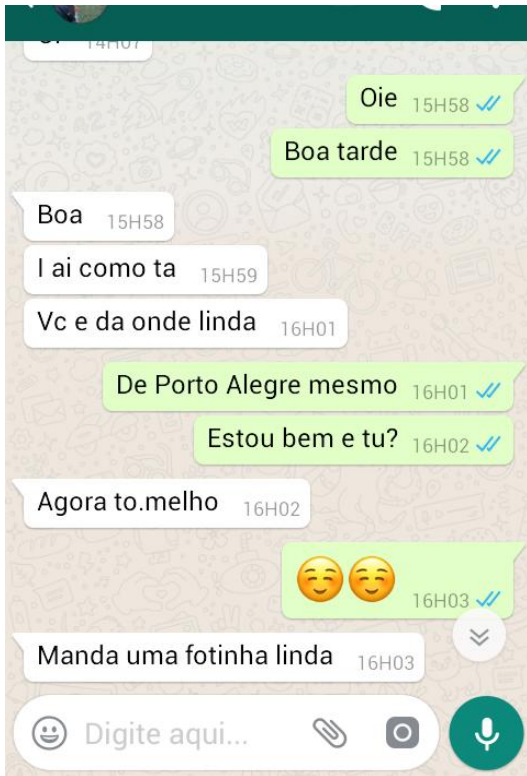 14H07
Oie 15H58
Boa tarde 15H58
Boa 15H58
I ai como ta 15H59
Vc e da onde linda 16H01
De Porto Alegre mesmo 16H01
Estou bem e tu? 16H02
Agora to.melho 16H02
16H03
Manda uma fotinha linda 16H03
Digite aqui...